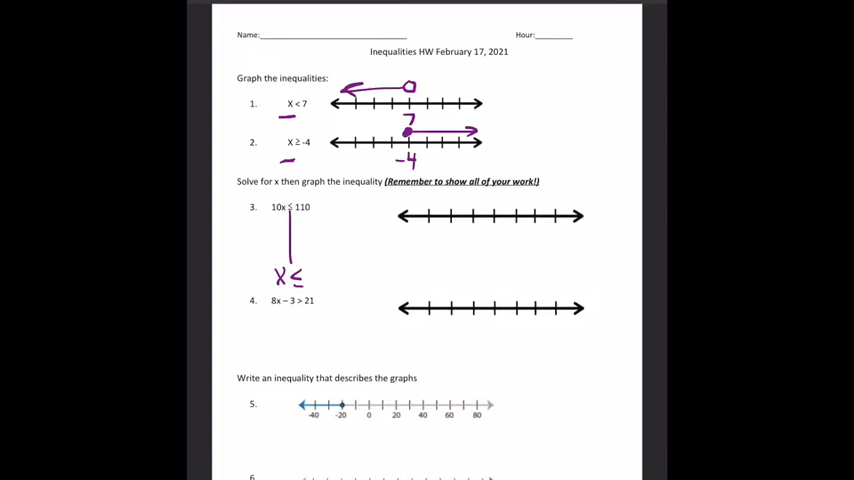 Name:____________________ Hour:________
Inequalities HW February 17, 2021
Graph the inequalities:
1. X < 7
7
2. X ≥ -4
-4
Solve for x then graph the inequality (Remember to show all of your work!)
3. 10x ≤ 110
X ≤
4. 8x – 3 > 21
Write an inequality that describes the graphs
5.
-40 -20 0 20 40 60 80